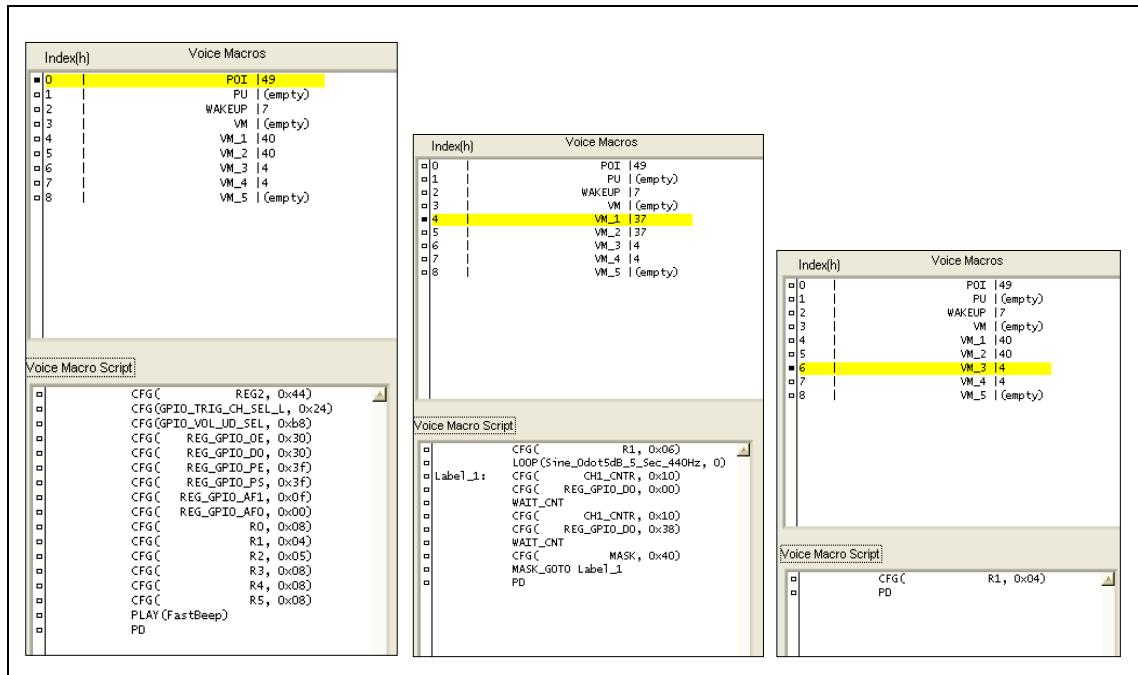 Index(h) Voice Macros
0 | POI |49
1 | PU |(empty)
2 | WAKEUP |7
3 | VM |(empty)
4 | VM_1 |40
5 | VM_2 |40
6 | VM_3 |4
7 | VM_4 |4
8 | VM_5 |(empty)
Voice Macro Script
CFG( REG2, 0x44)
CFG(GPIO_TRIG_CH_SEL_L, 0x24)
CFG(GPIO_VOL_UD_SEL, 0xb8)
CFG( REG_GPIO_OE, 0x30)
CFG( REG_GPIO_DO, 0x30)
CFG( REG_GPIO_PE, 0x3f)
CFG( REG_GPIO_PS, 0x3f)
CFG( REG_GPIO_AF1, 0x0f)
CFG( REG_GPIO_AF0, 0x00)
CFG( R0, 0x08)
CFG( R1, 0x04)
CFG( R2, 0x05)
CFG( R3, 0x08)
CFG( R4, 0x08)
CFG( R5, 0x08)
PLAY(FastBeep)
PD
Index(h) Voice Macros
0 | POI |49
1 | PU |(empty)
2 | WAKEUP |7
3 | VM |(empty)
4 | VM_1 |37
5 | VM_2 |37
6 | VM_3 |4
7 | VM_4 |4
8 | VM_5 |(empty)
Voice Macro Script
CFG( R1, 0x06)
LOOP(Sine_0dot5dB_5_Sec_440Hz, 0)
Label_1: CFG( CH1_CNTR, 0x10)
CFG( REG_GPIO_DO, 0x00)
WAIT_CNT
CFG( CH1_CNTR, 0x10)
CFG( REG_GPIO_DO, 0x38)
WAIT_CNT
CFG( MASK, 0x40)
MASK_GOTO Label_1
PD
Index(h) Voice Macros
0 | POI |49
1 | PU |(empty)
2 | WAKEUP |7
3 | VM |(empty)
4 | VM_1 |40
5 | VM_2 |40
6 | VM_3 |4
7 | VM_4 |4
8 | VM_5 |(empty)
Voice Macro Script
CFG( R1, 0x04)
PD